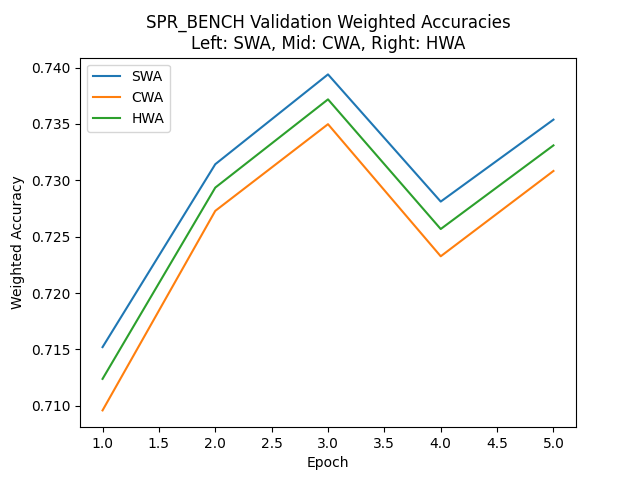 SPR_BENCH Validation Weighted Accuracies
Left: SWA, Mid: CWA, Right: HWA
SWA
CWA
HWA
Weighted Accuracy
0.740
0.735
0.730
0.725
0.720
0.715
0.710
1.0 1.5 2.0 2.5 3.0 3.5 4.0 4.5 5.0
Epoch